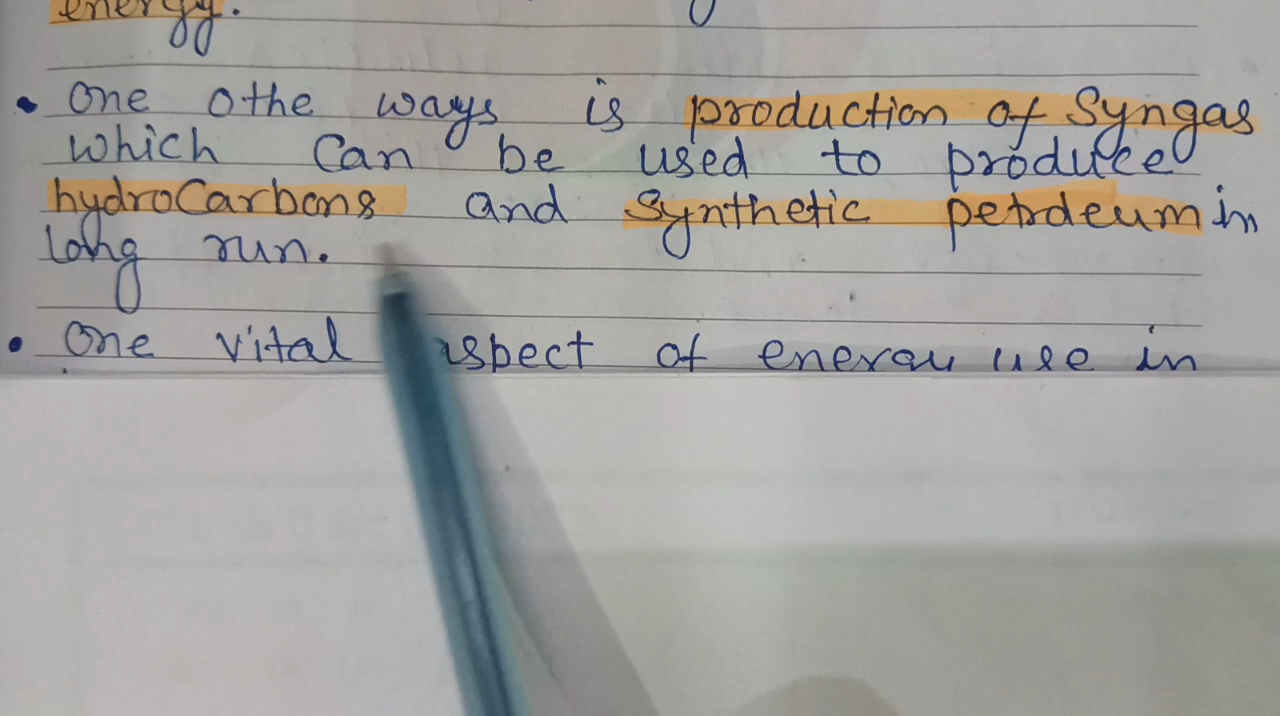 energy.
• One othe ways is production of Syngas
which Can be used to produce
hydroCarbons and Synthetic petroleum in
long run.
• One vital aspect of energy use in